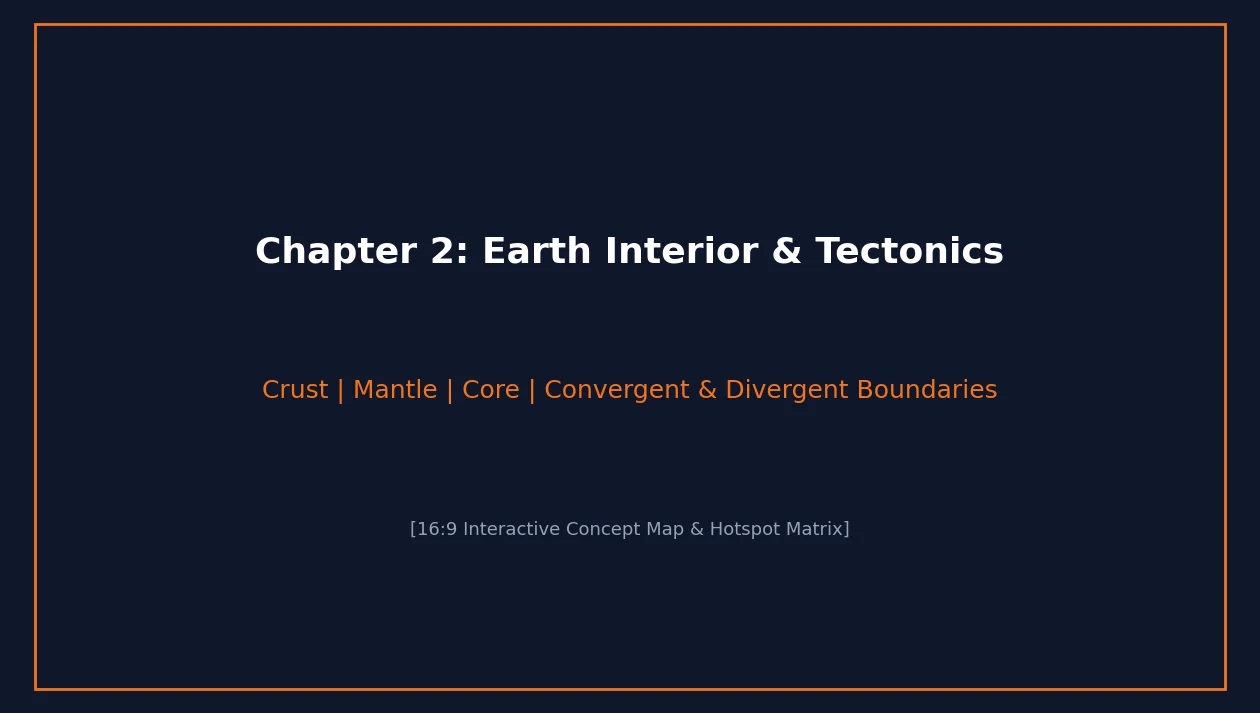 Chapter 2: Earth Interior & Tectonics
Crust | Mantle | Core | Convergent & Divergent Boundaries
[16:9 Interactive Concept Map & Hotspot Matrix]